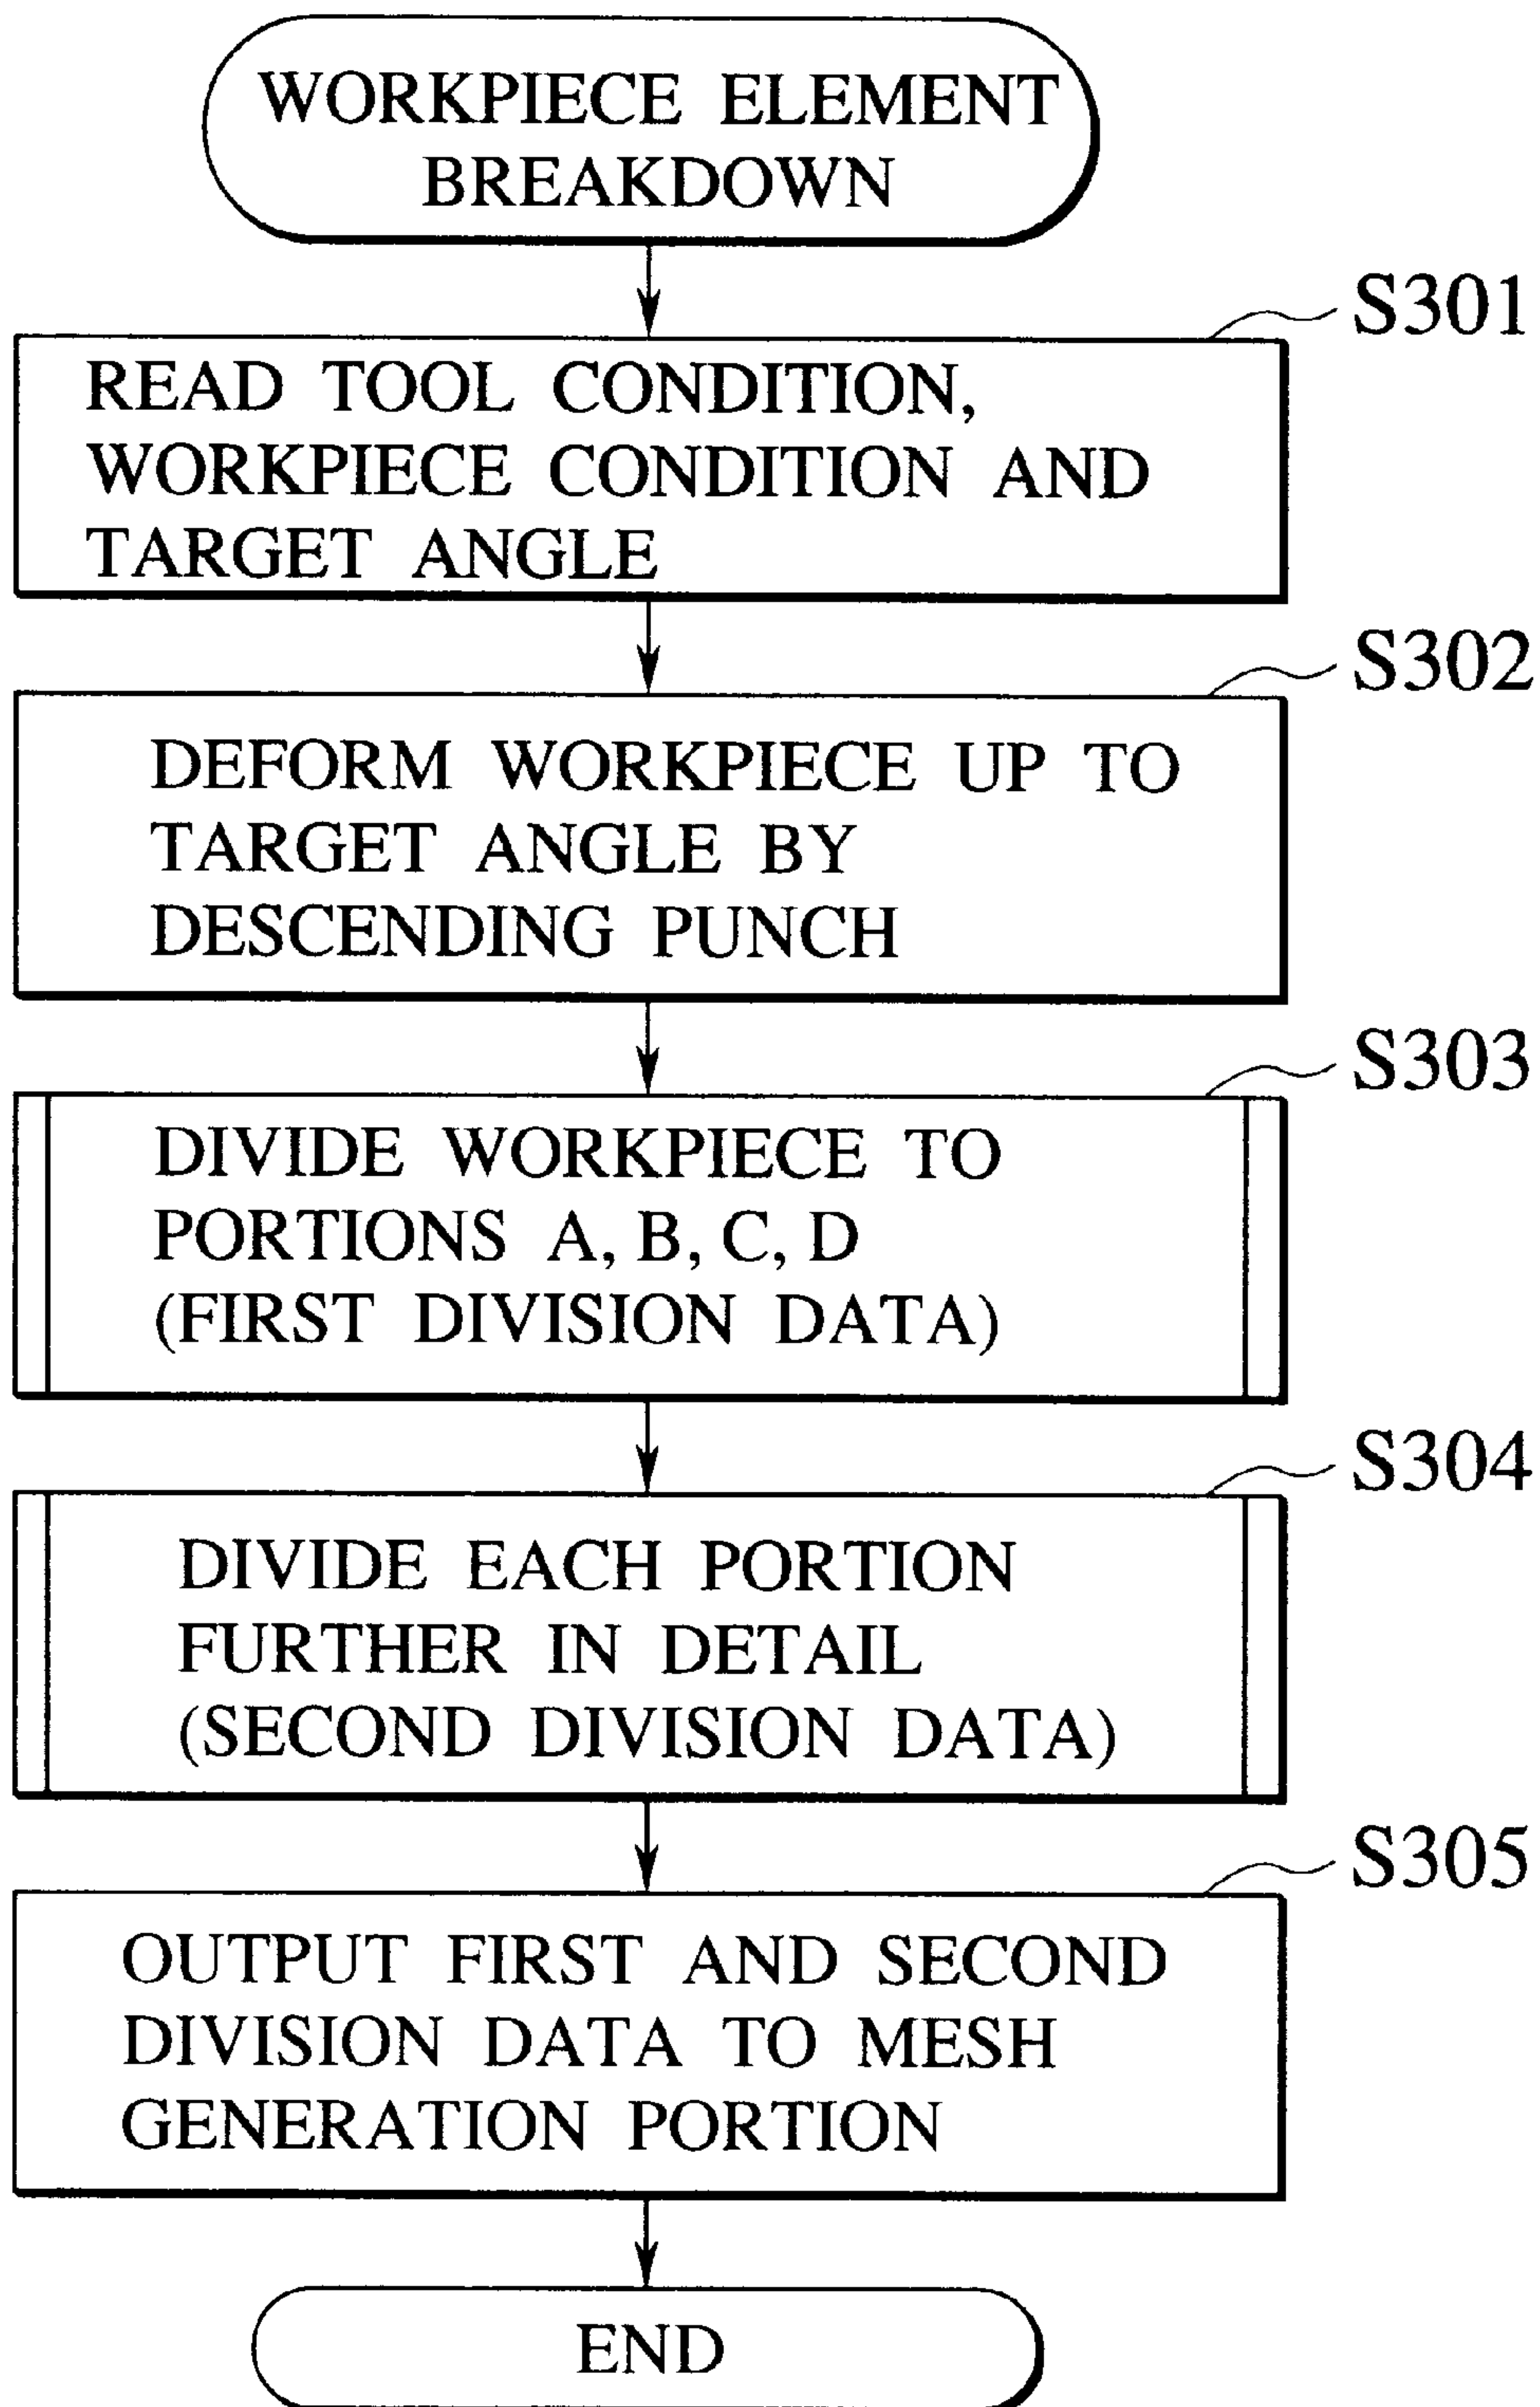 WORKPIECE ELEMENT
BREAKDOWN
S301
READ TOOL CONDITION,
WORKPIECE CONDITION AND
TARGET ANGLE
S302
DEFORM WORKPIECE UP TO
TARGET ANGLE BY
DESCENDING PUNCH
S303
DIVIDE WORKPIECE TO
PORTIONS A, B, C, D
(FIRST DIVISION DATA)
S304
DIVIDE EACH PORTION
FURTHER IN DETAIL
(SECOND DIVISION DATA)
S305
OUTPUT FIRST AND SECOND
DIVISION DATA TO MESH
GENERATION PORTION
END